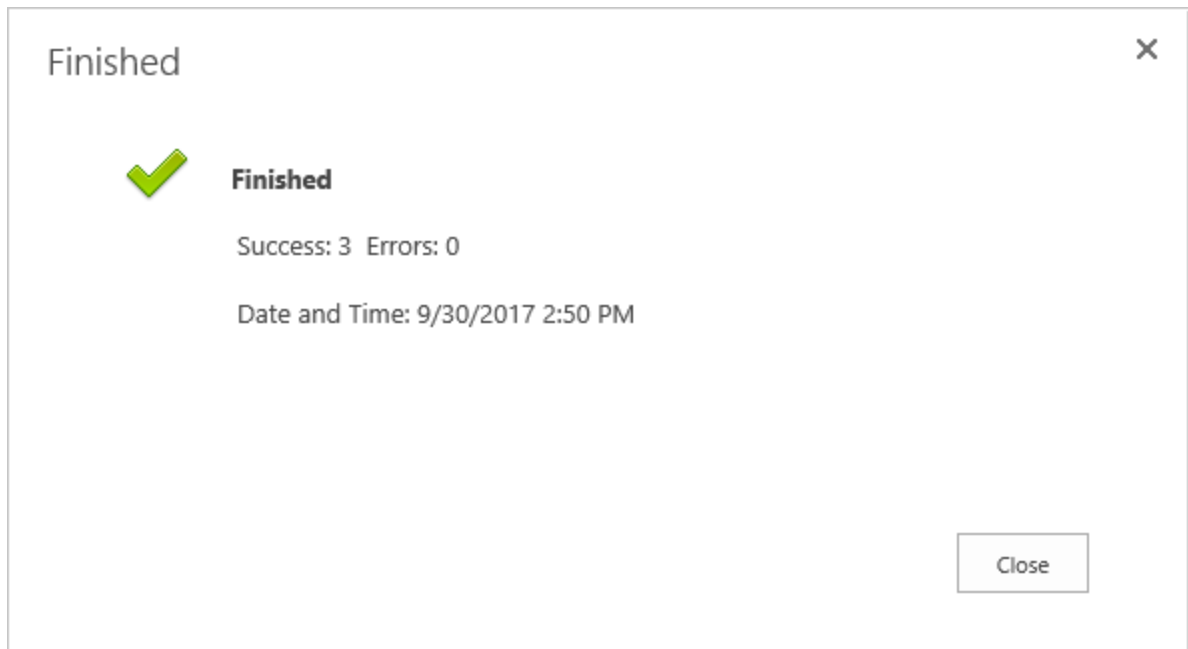 Finished
Finished
Success: 3  Errors: 0
Date and Time: 9/30/2017 2:50 PM
Close